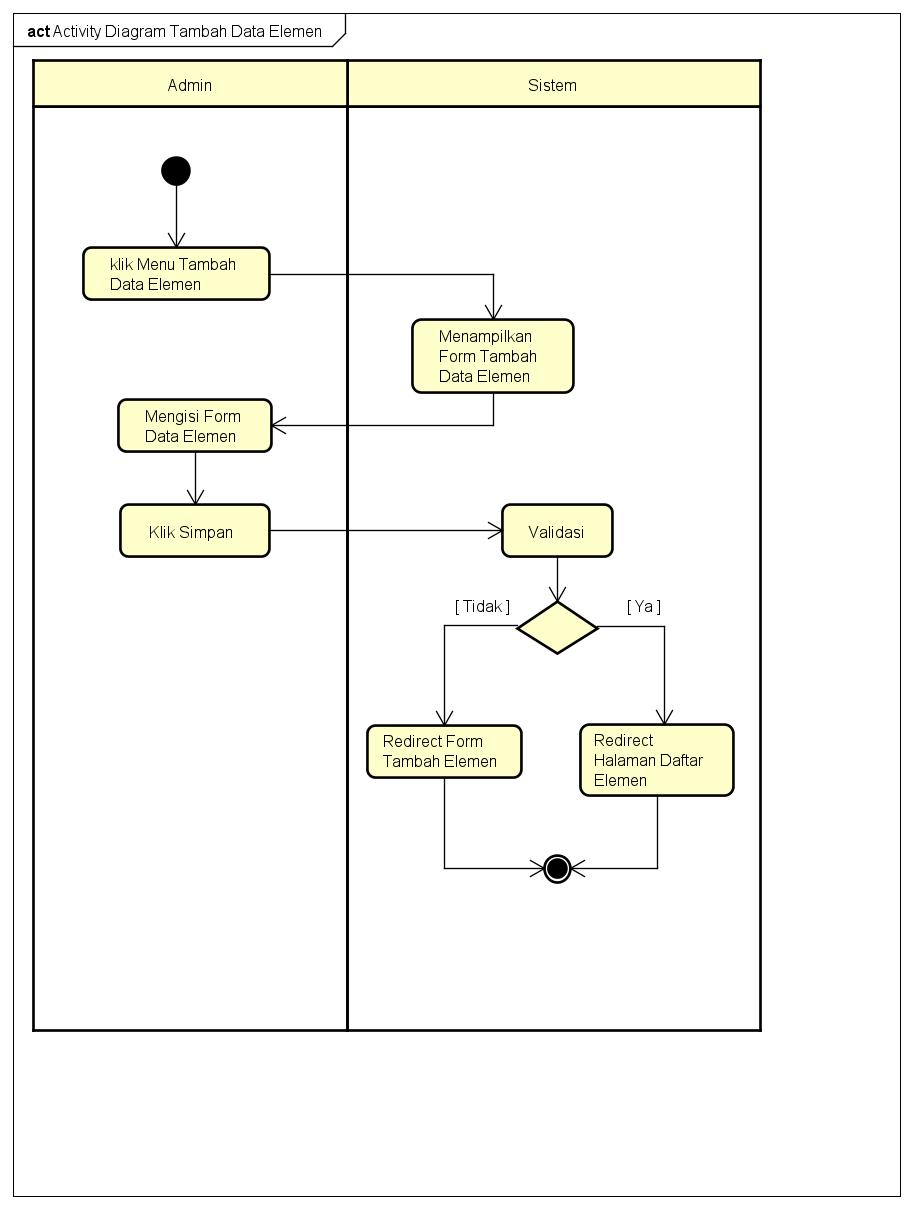 act Activity Diagram Tambah Data Elemen
Admin
Sistem
klik Menu Tambah
Data Elemen
Menampilkan
Form Tambah
Data Elemen
Mengisi Form
Data Elemen
Klik Simpan
Validasi
[ Tidak ]
[ Ya ]
Redirect Form
Tambah Elemen
Redirect
Halaman Daftar
Elemen